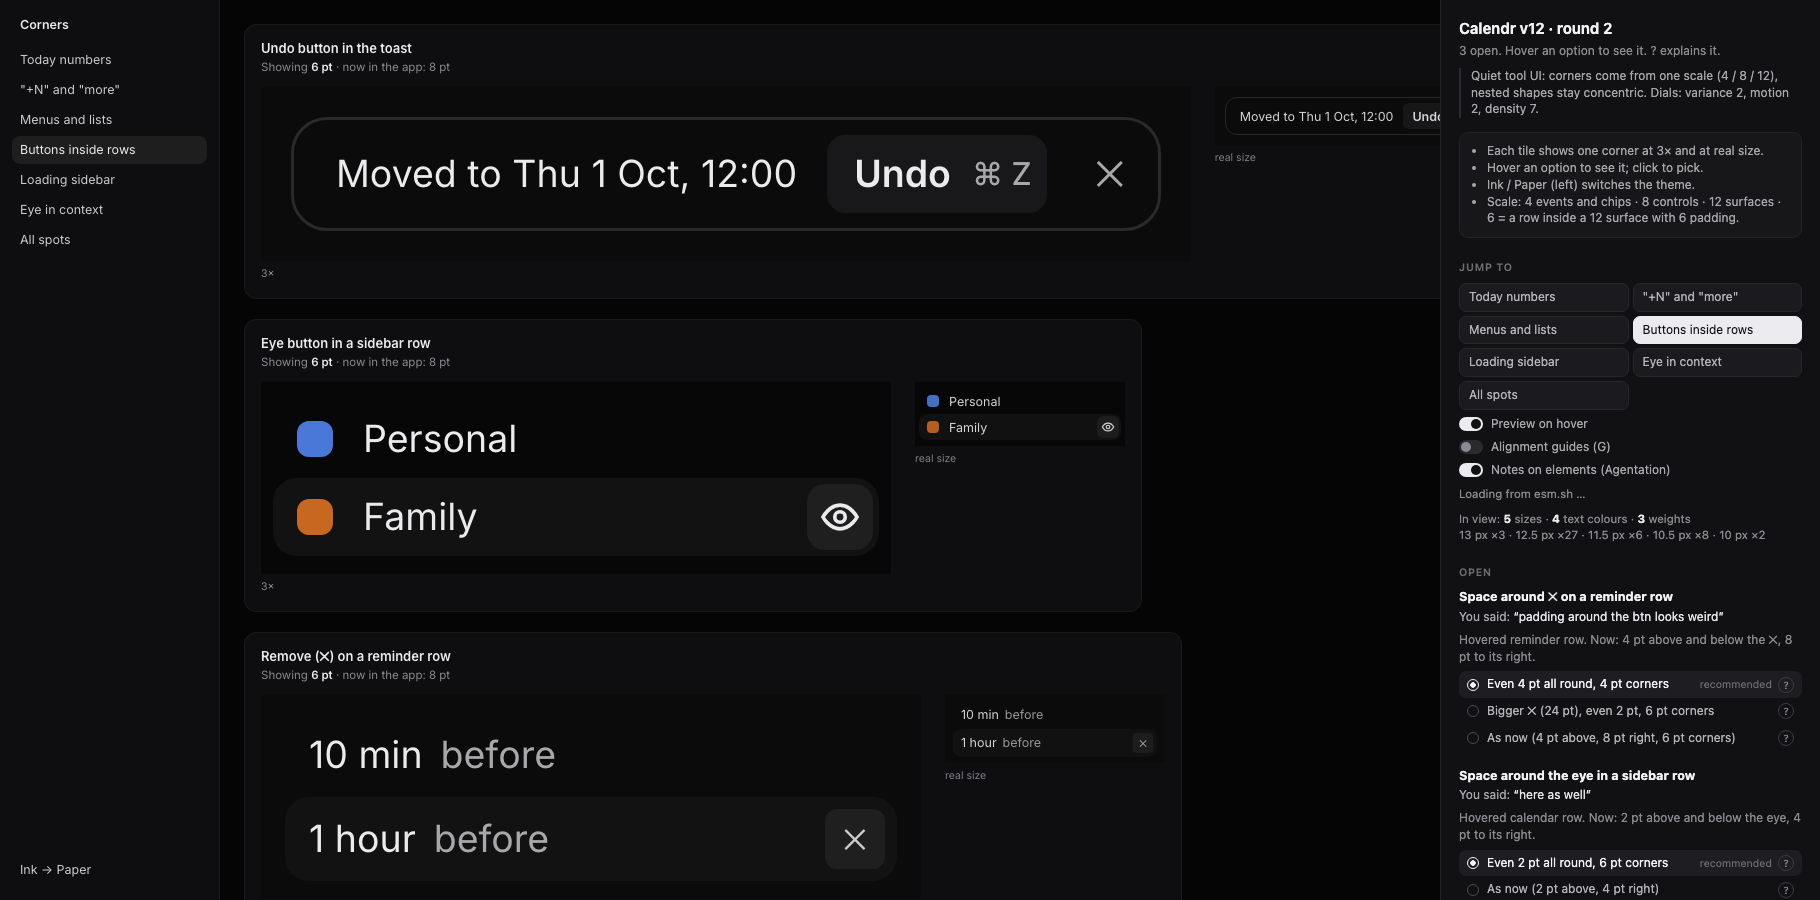 Corners
Today numbers
"+N" and "more"
Menus and lists
Buttons inside rows
Loading sidebar
Eye in context
All spots
Ink → Paper
Undo button in the toast
Showing 6 pt · now in the app: 8 pt
Moved to Thu 1 Oct, 12:00 Undo ⌘ Z
3×
Moved to Thu 1 Oct, 12:00 Undo
real size
Eye button in a sidebar row
Showing 6 pt · now in the app: 8 pt
Personal
Family
3×
Personal
Family
real size
Remove (×) on a reminder row
Showing 6 pt · now in the app: 8 pt
10 min before
1 hour before
10 min before
1 hour before
real size
Calendr v12 · round 2
3 open. Hover an option to see it. ? explains it.
Quiet tool UI: corners come from one scale (4 / 8 / 12),
nested shapes stay concentric. Dials: variance 2, motion
2, density 7.
• Each tile shows one corner at 3× and at real size.
• Hover an option to see it; click to pick.
• Ink / Paper (left) switches the theme.
• Scale: 4 events and chips · 8 controls · 12 surfaces ·
6 = a row inside a 12 surface with 6 padding.
JUMP TO
Today numbers
"+N" and "more"
Menus and lists
Buttons inside rows
Loading sidebar
Eye in context
All spots
Preview on hover
Alignment guides (G)
Notes on elements (Agentation)
Loading from esm.sh ...
In view: 5 sizes · 4 text colours · 3 weights
13 px ×3 · 12.5 px ×27 · 11.5 px ×6 · 10.5 px ×8 · 10 px ×2
OPEN
Space around × on a reminder row
You said: “padding around the btn looks weird”
Hovered reminder row. Now: 4 pt above and below the ×, 8
pt to its right.
Even 4 pt all round, 4 pt corners recommended ?
Bigger × (24 pt), even 2 pt, 6 pt corners ?
As now (4 pt above, 8 pt right, 6 pt corners) ?
Space around the eye in a sidebar row
You said: “here as well”
Hovered calendar row. Now: 2 pt above and below the eye, 4
pt to its right.
Even 2 pt all round, 6 pt corners recommended ?
As now (2 pt above, 4 pt right) ?